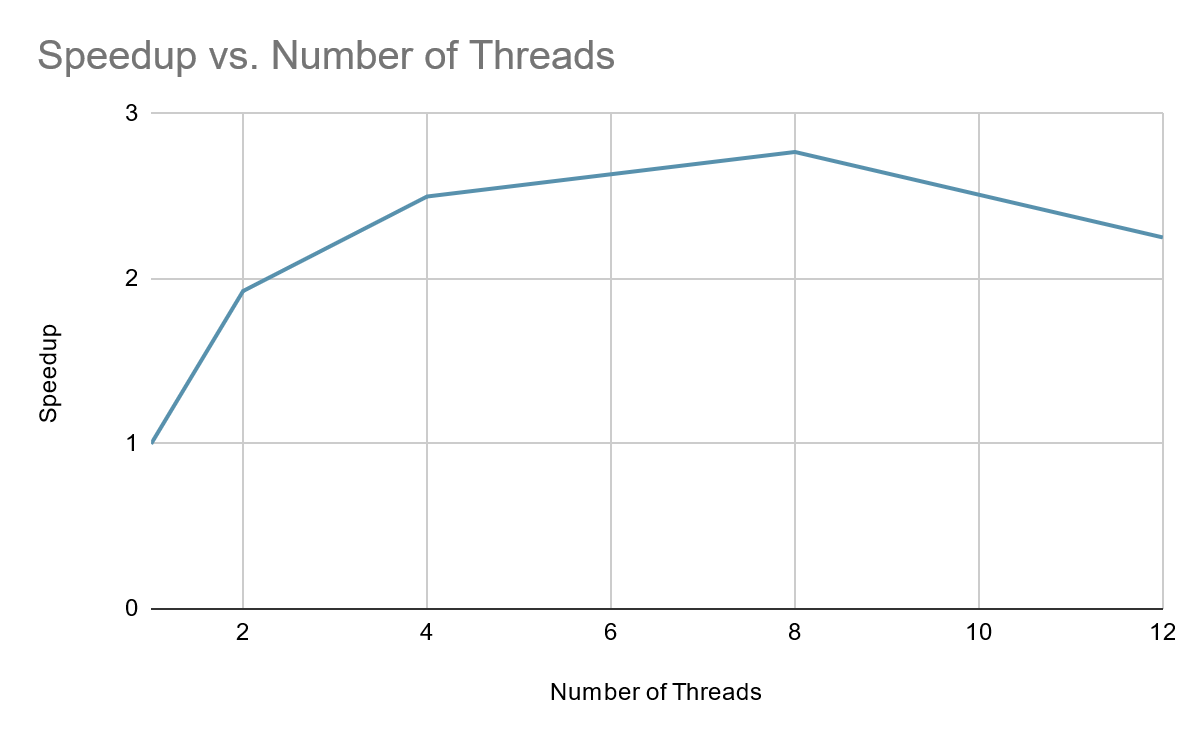 Speedup vs. Number of Threads
3
2
1
0
Speedup
2 4 6 8 10 12
Number of Threads